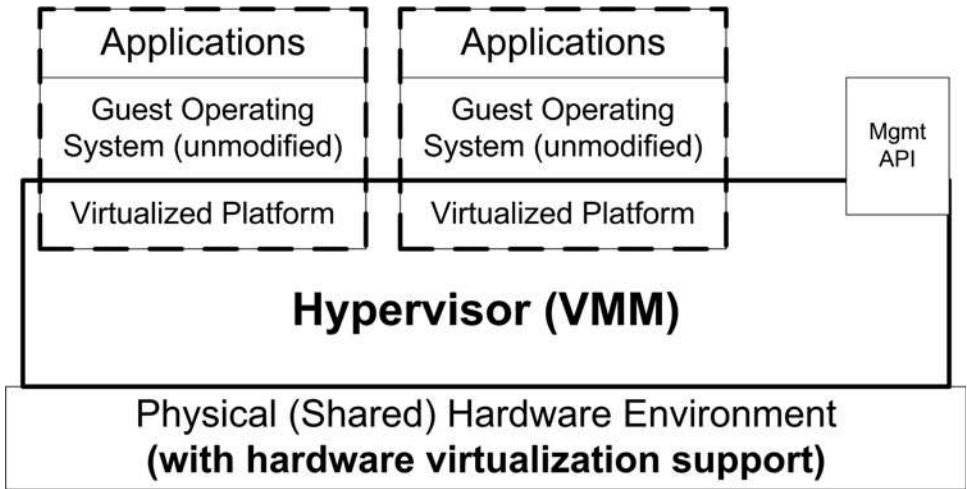 Applications
Guest Operating
System (unmodified)
Virtualized Platform
Applications
Guest Operating
System (unmodified)
Virtualized Platform
Mgmt
API
Hypervisor (VMM)
Physical (Shared) Hardware Environment
(with hardware virtualization support)